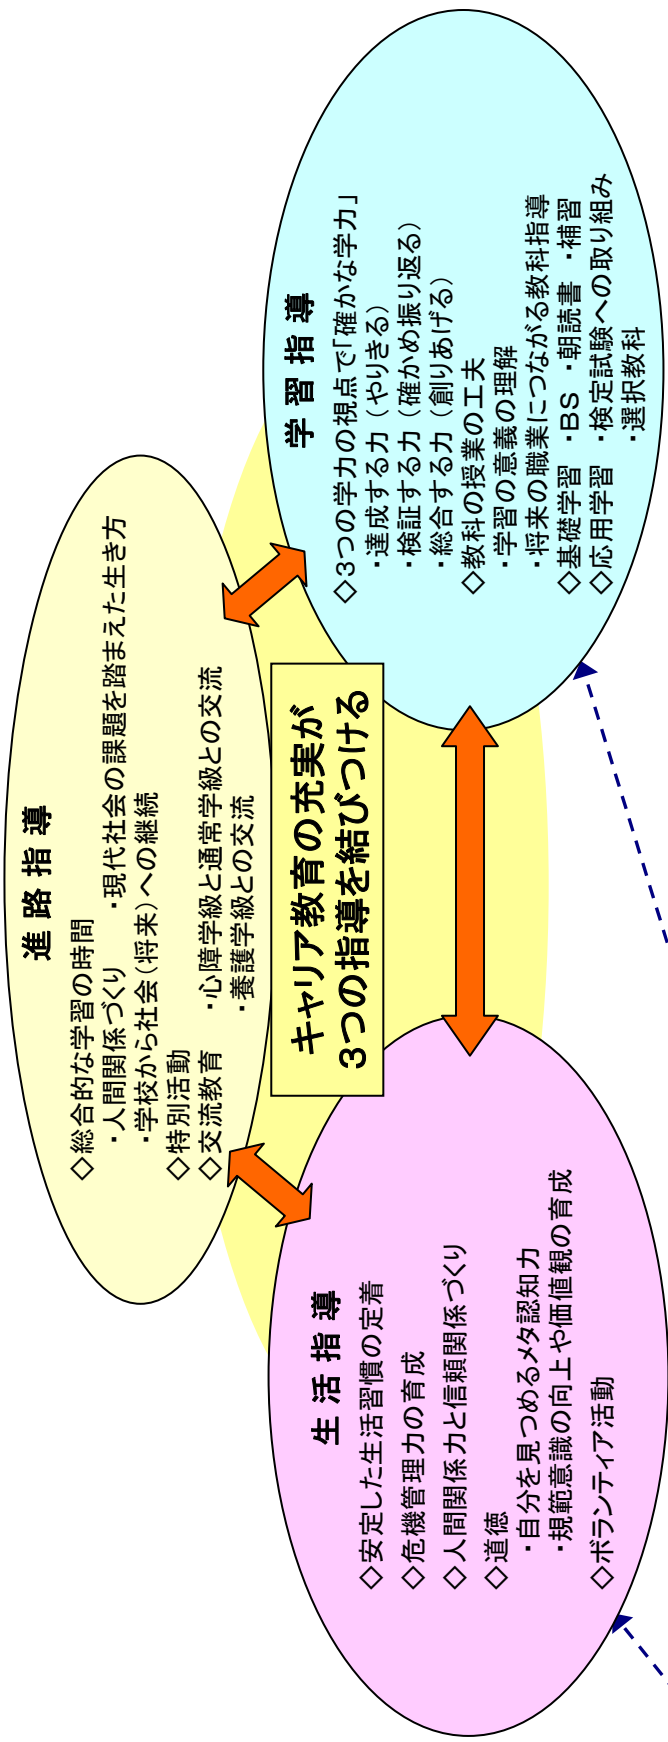 進路指導
◇総合的な学習の時間
・人間関係づくり ・現代社会の課題を踏まえた生き方
・学校から社会(将来)への継続
◇特別活動
◇交流教育 ・心障学級と通常学級との交流
・養護学級との交流
キャリア教育の充実が
3つの指導を結びつける
生活指導
◇安定した生活習慣の定着
◇危機管理力の育成
◇人間関係力と信頼関係づくり
◇道徳
・自分を見つめるメタ認知力
・規範意識の向上や価値観の育成
◇ボランティア活動
学習指導
◇3つの学力の視点で「確かな学力」
・達成する力(やりきる)
・検証する力(確かめ振り返る)
・総合する力(創りあげる)
◇教科の授業の工夫
・学習の意義の理解
・将来の職業につながる教科指導
◇基礎学習 ・BS ・朝読書 ・補習
◇応用学習 ・検定試験への取り組み
・選択教科